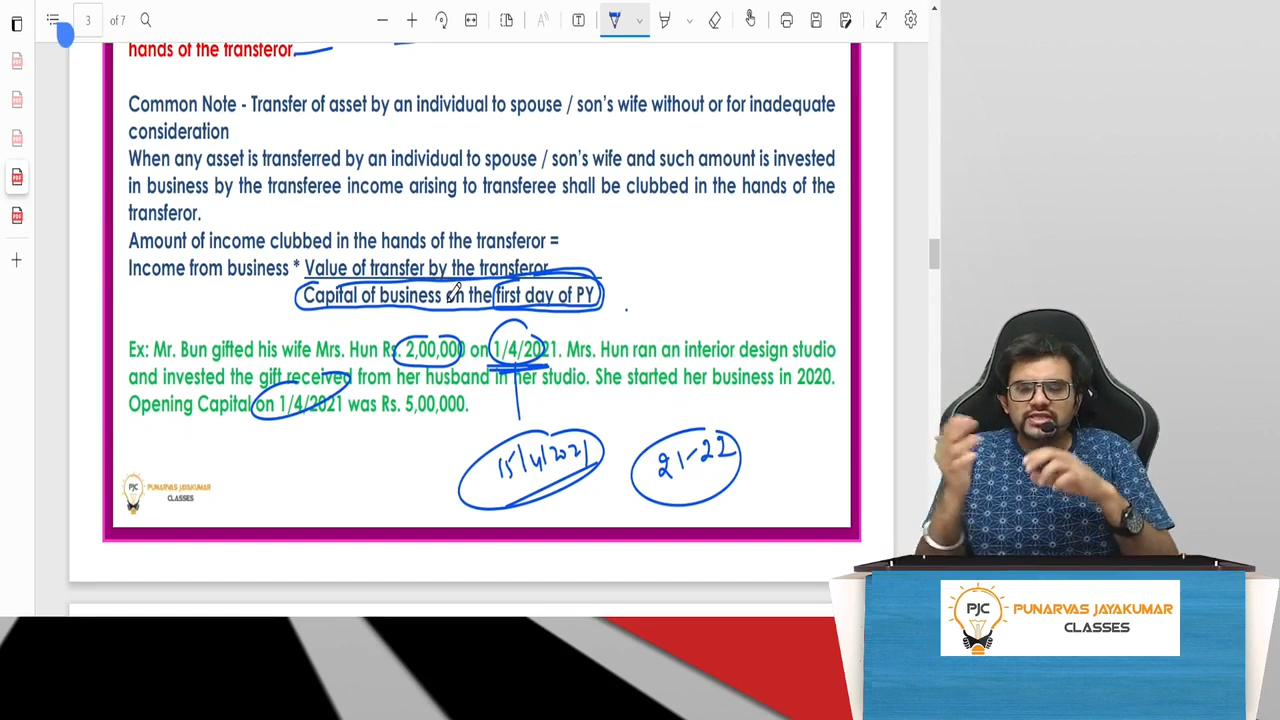 3 of 7
hands of the transferor
Common Note - Transfer of asset by an individual to spouse / son's wife without or for inadequate
consideration
When any asset is transferred by an individual to spouse / son's wife and such amount is invested
in business by the transferee income arising to transferee shall be clubbed in the hands of the
transferor.
Amount of income clubbed in the hands of the transferor =
Income from business * Value of transfer by the transferor
Capital of business on the first day of PY
Ex: Mr. Bun gifted his wife Mrs. Hun Rs. 2,00,000 on 1/4/2021. Mrs. Hun ran an interior design studio
and invested the gift received from her husband in her studio. She started her business in 2020.
Opening Capital on 1/4/2021 was Rs. 5,00,000.
15/4/2021
21-22
PJC PUNARVAS JAYAKUMAR
CLASSES
PJC PUNARVAS JAYAKUMAR
CLASSES